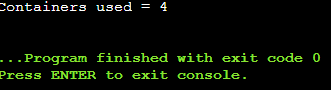 Containers used = 4
...Program finished with exit code 0
Press ENTER to exit console.